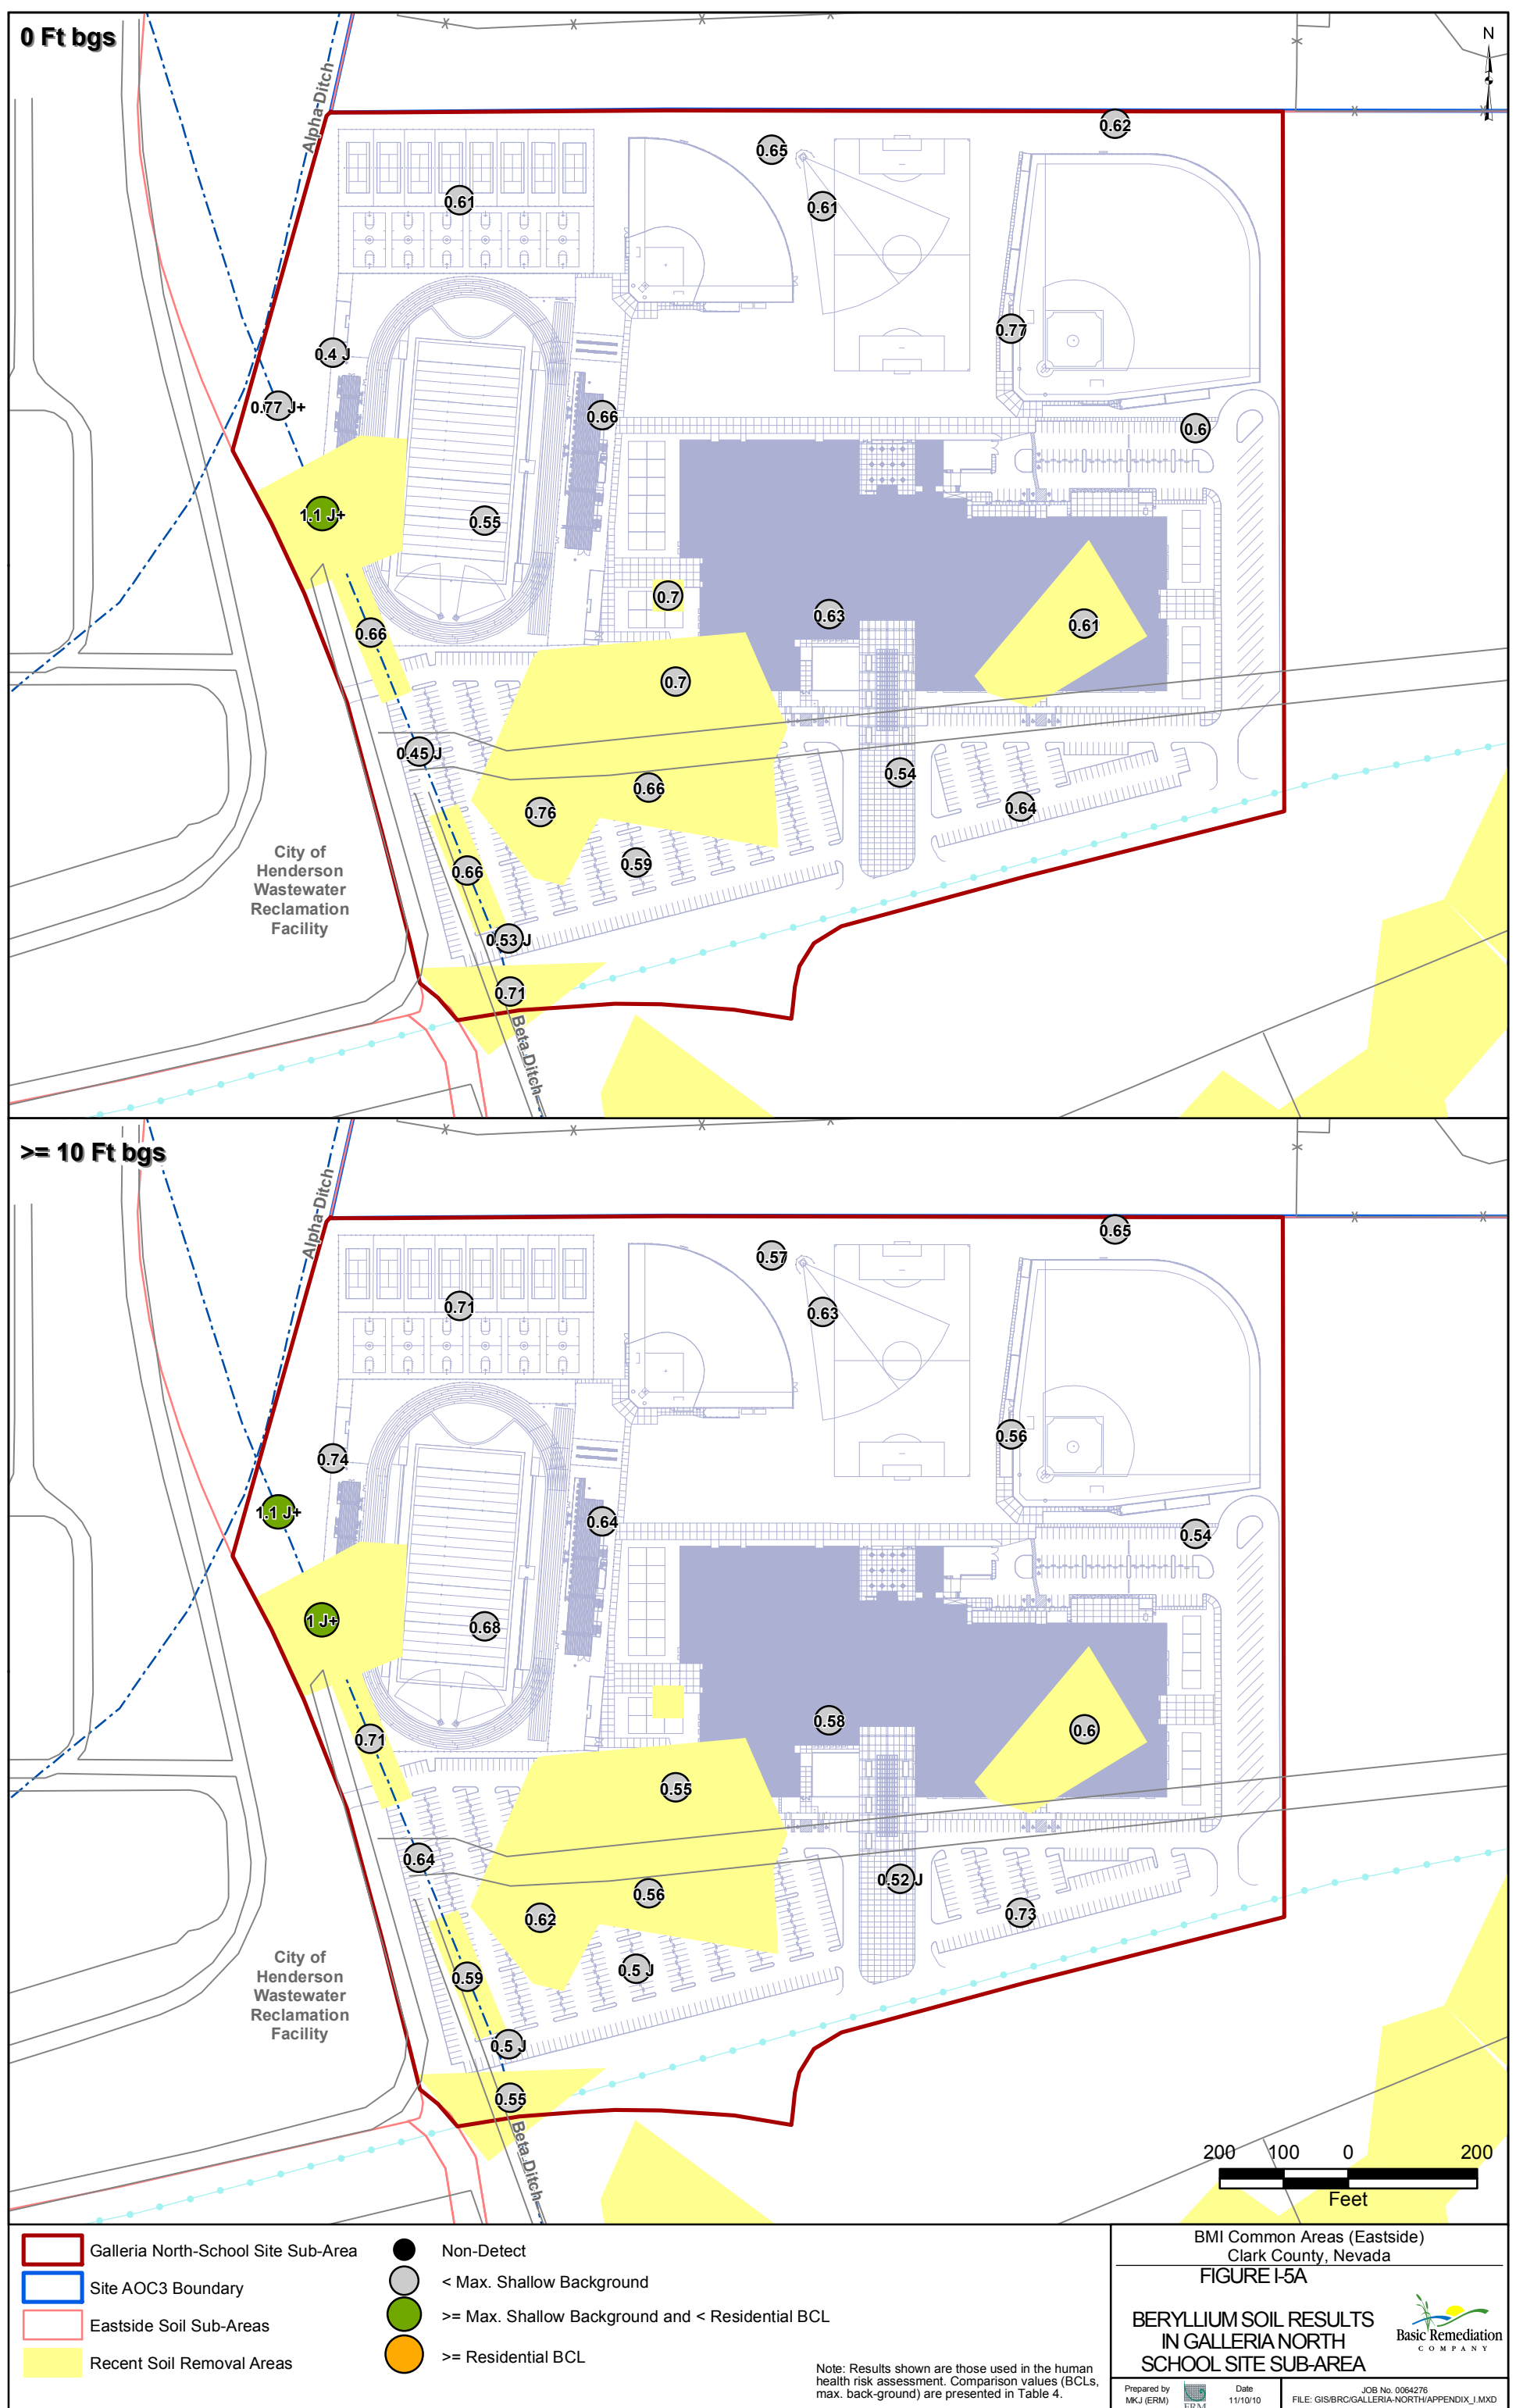 0 Ft bgs
N
Alpha Ditch
0.62
0.65
0.61
0.61
0.77
0.4 J
0.77 J+
0.66
0.6
1.1 J+
0.55
0.7
0.63
0.61
0.66
0.7
0.45 J
0.54
0.66
0.76
0.64
0.59
0.66
City of
Henderson
Wastewater
Reclamation
Facility
0.53 J
0.71
Beta Ditch
>= 10 Ft bgs
Alpha Ditch
0.65
0.57
0.71
0.63
0.56
0.74
1.1 J+
0.64
0.54
1 J+
0.68
0.58
0.6
0.71
0.55
0.64
0.52 J
0.56
0.62
0.73
0.5 J
0.59
City of
Henderson
Wastewater
Reclamation
Facility
0.5 J
0.55
Beta Ditch
200 100 0 200
Feet
Galleria North-School Site Sub-Area
Site AOC3 Boundary
Eastside Soil Sub-Areas
Recent Soil Removal Areas
Non-Detect
< Max. Shallow Background
>= Max. Shallow Background and < Residential BCL
>= Residential BCL
Note: Results shown are those used in the human
health risk assessment. Comparison values (BCLs,
max. back-ground) are presented in Table 4.
BMI Common Areas (Eastside)
Clark County, Nevada
FIGURE I-5A
BERYLLIUM SOIL RESULTS
IN GALLERIA NORTH
SCHOOL SITE SUB-AREA
Basic Remediation
COMPANY
Prepared by
MKJ (ERM)
ERM
Date
11/10/10
JOB No. 0064276
FILE: GIS/BRC/GALLERIA-NORTH/APPENDIX_I.MXD